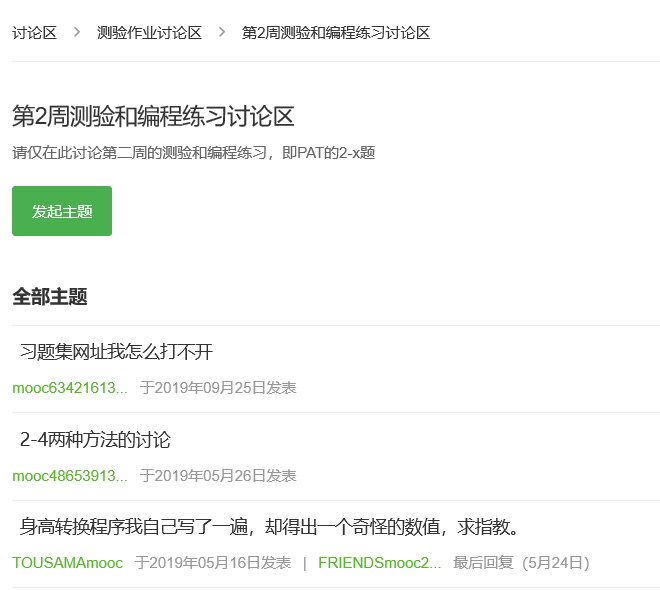 讨论区 > 测验作业讨论区 > 第2周测验和编程练习讨论区
第2周测验和编程练习讨论区
请仅在此讨论第二周的测验和编程练习，即PAT的2-x题
发起主题
全部主题
习题集网址我怎么打不开
mooc63421613... 于2019年09月25日发表
2-4两种方法的讨论
mooc48653913... 于2019年05月26日发表
身高转换程序我自己写了一遍，却得出一个奇怪的数值，求指教。
TOUSAMAmooc 于2019年05月16日发表 | FRIENDSmooc2... 最后回复（5月24日）